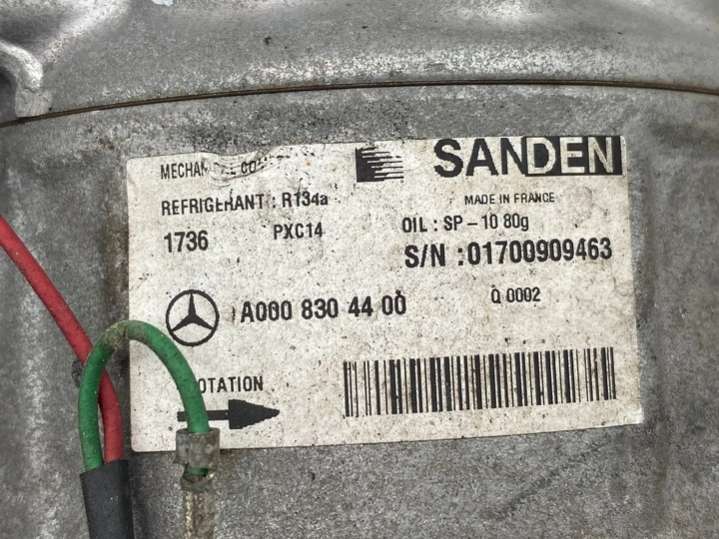 SANDEN
REFRIGERANT : R134a
MADE IN FRANCE
1736 PXC14
OIL : SP-10 80g
S/N :01700909463
A000 830 44 00
Q 0002